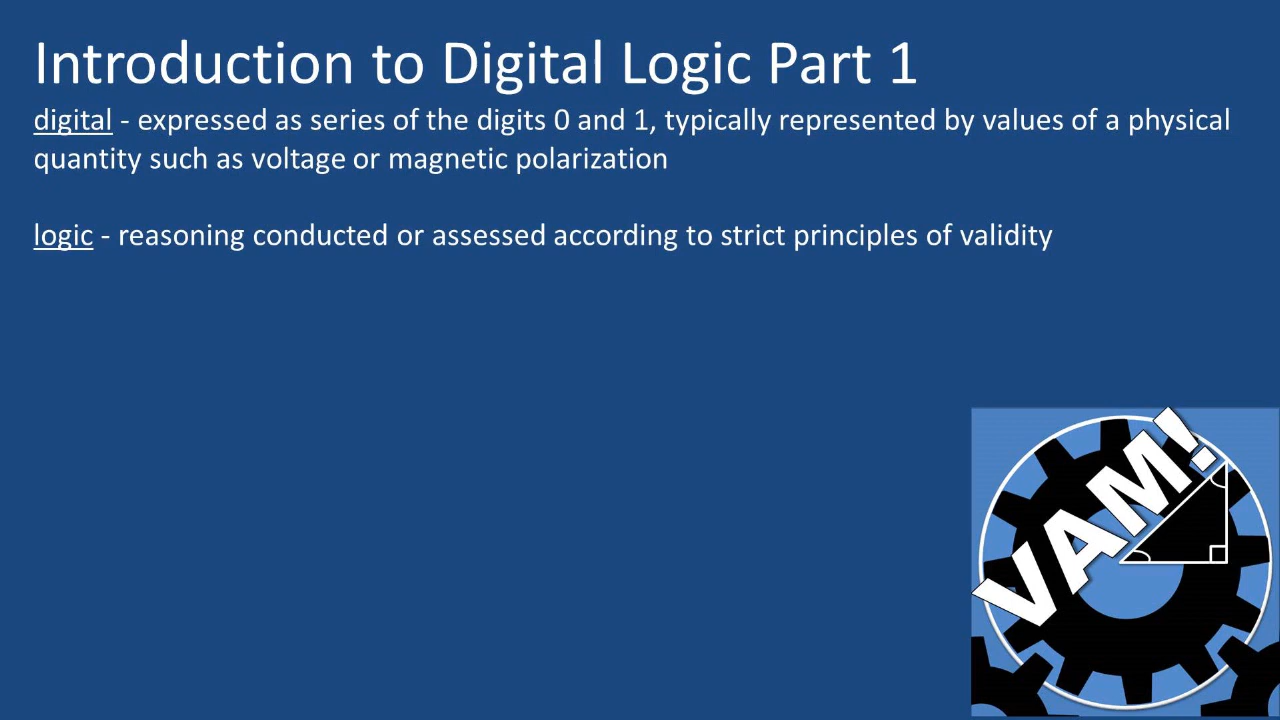 Introduction to Digital Logic Part 1
digital - expressed as series of the digits 0 and 1, typically represented by values of a physical
quantity such as voltage or magnetic polarization
logic - reasoning conducted or assessed according to strict principles of validity
VAM!